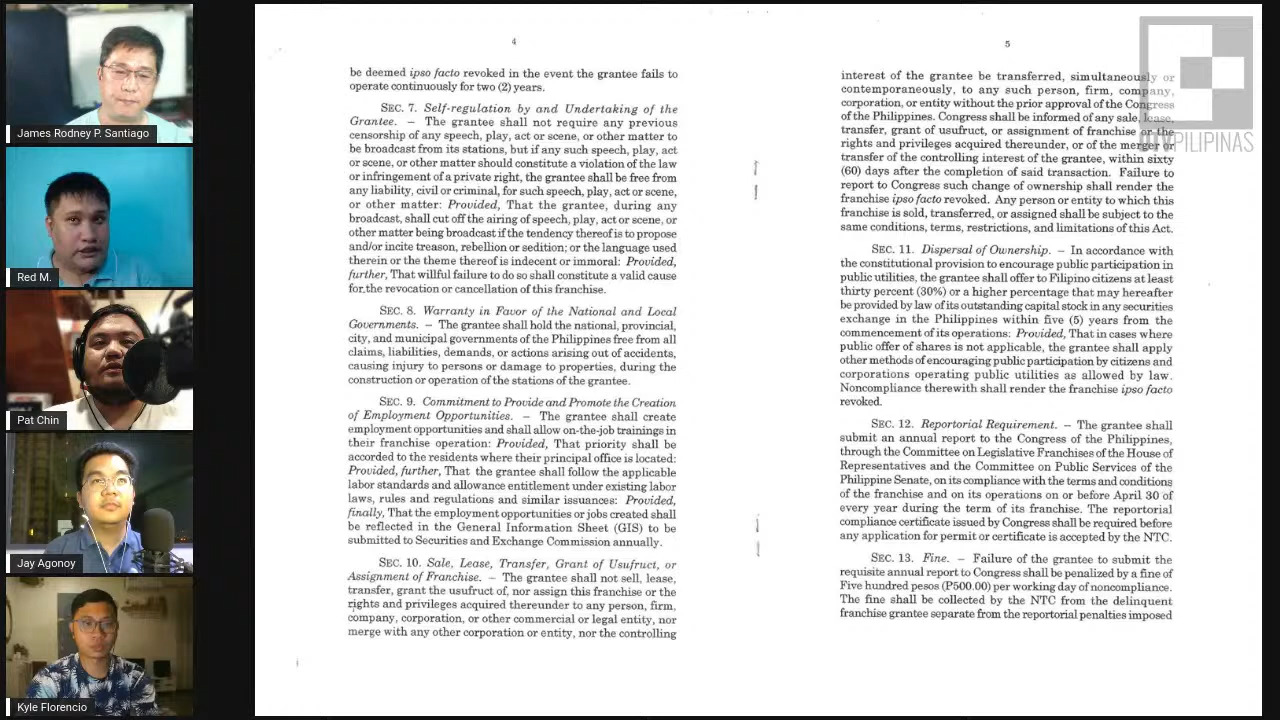 James Rodney P. Santiago
Red M.
Pat Chin
Jay Agonoy
Kyle Florencio
4
be deemed ipso facto revoked in the event the grantee fails to
operate continuously for two (2) years.
SEC. 7. Self-regulation by and Undertaking of the
Grantee. – The grantee shall not require any previous
censorship of any speech, play, act or scene, or other matter to
be broadcast from its stations, but if any such speech, play, act
or scene, or other matter should constitute a violation of the law
or infringement of a private right, the grantee shall be free from
any liability, civil or criminal, for such speech, play, act or scene,
or other matter: Provided, That the grantee, during any
broadcast, shall cut off the airing of speech, play, act or scene, or
other matter being broadcast if the tendency thereof is to propose
and/or incite treason, rebellion or sedition; or the language used
therein or the theme thereof is indecent or immoral: Provided,
further, That willful failure to do so shall constitute a valid cause
for the revocation or cancellation of this franchise.
SEC. 8. Warranty in Favor of the National and Local
Governments. – The grantee shall hold the national, provincial,
city, and municipal governments of the Philippines free from all
claims, liabilities, demands, or actions arising out of accidents,
causing injury to persons or damage to properties, during the
construction or operation of the stations of the grantee.
SEC. 9. Commitment to Provide and Promote the Creation
of Employment Opportunities. – The grantee shall create
employment opportunities and shall allow on-the-job trainings in
their franchise operation: Provided, That priority shall be
accorded to the residents where their principal office is located:
Provided, further, That the grantee shall follow the applicable
labor standards and allowance entitlement under existing labor
laws, rules and regulations and similar issuances: Provided,
finally, That the employment opportunities or jobs created shall
be reflected in the General Information Sheet (GIS) to be
submitted to Securities and Exchange Commission annually.
SEC. 10. Sale, Lease, Transfer, Grant of Usufruct, or
Assignment of Franchise. – The grantee shall not sell, lease,
transfer, grant the usufruct of, nor assign this franchise or the
rights and privileges acquired thereunder to any person, firm,
company, corporation, or other commercial or legal entity, nor
merge with any other corporation or entity, nor the controlling
5
interest of the grantee be transferred, simultaneously or
contemporaneously, to any such person, firm, company,
corporation, or entity without the prior approval of the Congress
of the Philippines. Congress shall be informed of any sale, lease,
transfer, grant of usufruct, or assignment of franchise or the
rights and privileges acquired thereunder, or of the merger or
transfer of the controlling interest of the grantee, within sixty
(60) days after the completion of said transaction. Failure to
report to Congress such change of ownership shall render the
franchise ipso facto revoked. Any person or entity to which this
franchise is sold, transferred, or assigned shall be subject to the
same conditions, terms, restrictions, and limitations of this Act.
SEC. 11. Dispersal of Ownership. – In accordance with
the constitutional provision to encourage public participation in
public utilities, the grantee shall offer to Filipino citizens at least
thirty percent (30%) or a higher percentage that may hereafter
be provided by law of its outstanding capital stock in any securities
exchange in the Philippines within five (5) years from the
commencement of its operations: Provided, That in cases where
public offer of shares is not applicable, the grantee shall apply
other methods of encouraging public participation by citizens and
corporations operating public utilities as allowed by law.
Noncompliance therewith shall render the franchise ipso facto
revoked.
SEC. 12. Reportorial Requirement. – The grantee shall
submit an annual report to the Congress of the Philippines,
through the Committee on Legislative Franchises of the House of
Representatives and the Committee on Public Services of the
Philippine Senate, on its compliance with the terms and conditions
of the franchise and on its operations on or before April 30 of
every year during the term of its franchise. The reportorial
compliance certificate issued by Congress shall be required before
any application for permit or certificate is accepted by the NTC.
SEC. 13. Fine. – Failure of the grantee to submit the
requisite annual report to Congress shall be penalized by a fine of
Five hundred pesos (P500.00) per working day of noncompliance.
The fine shall be collected by the NTC from the delinquent
franchise grantee separate from the reportorial penalties imposed